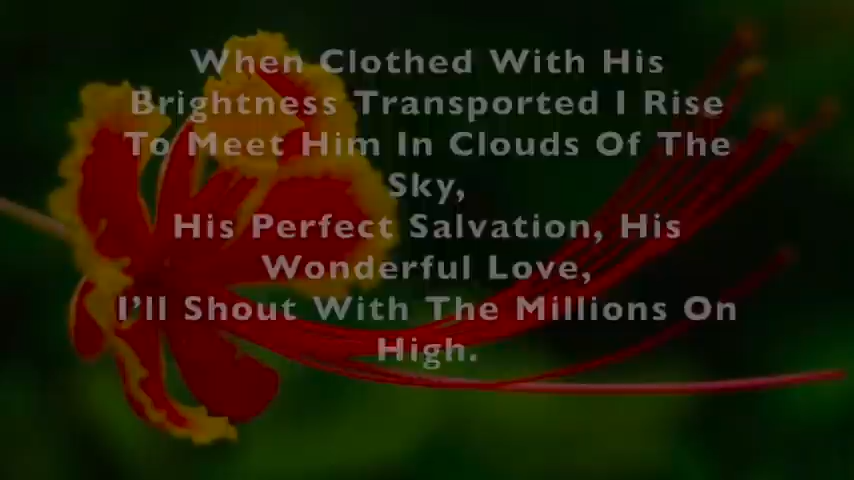 When Clothed With His
Brightness Transported I Rise
To Meet Him In Clouds Of The
Sky,
His Perfect Salvation, His
Wonderful Love,
I'll Shout With The Millions On
High.